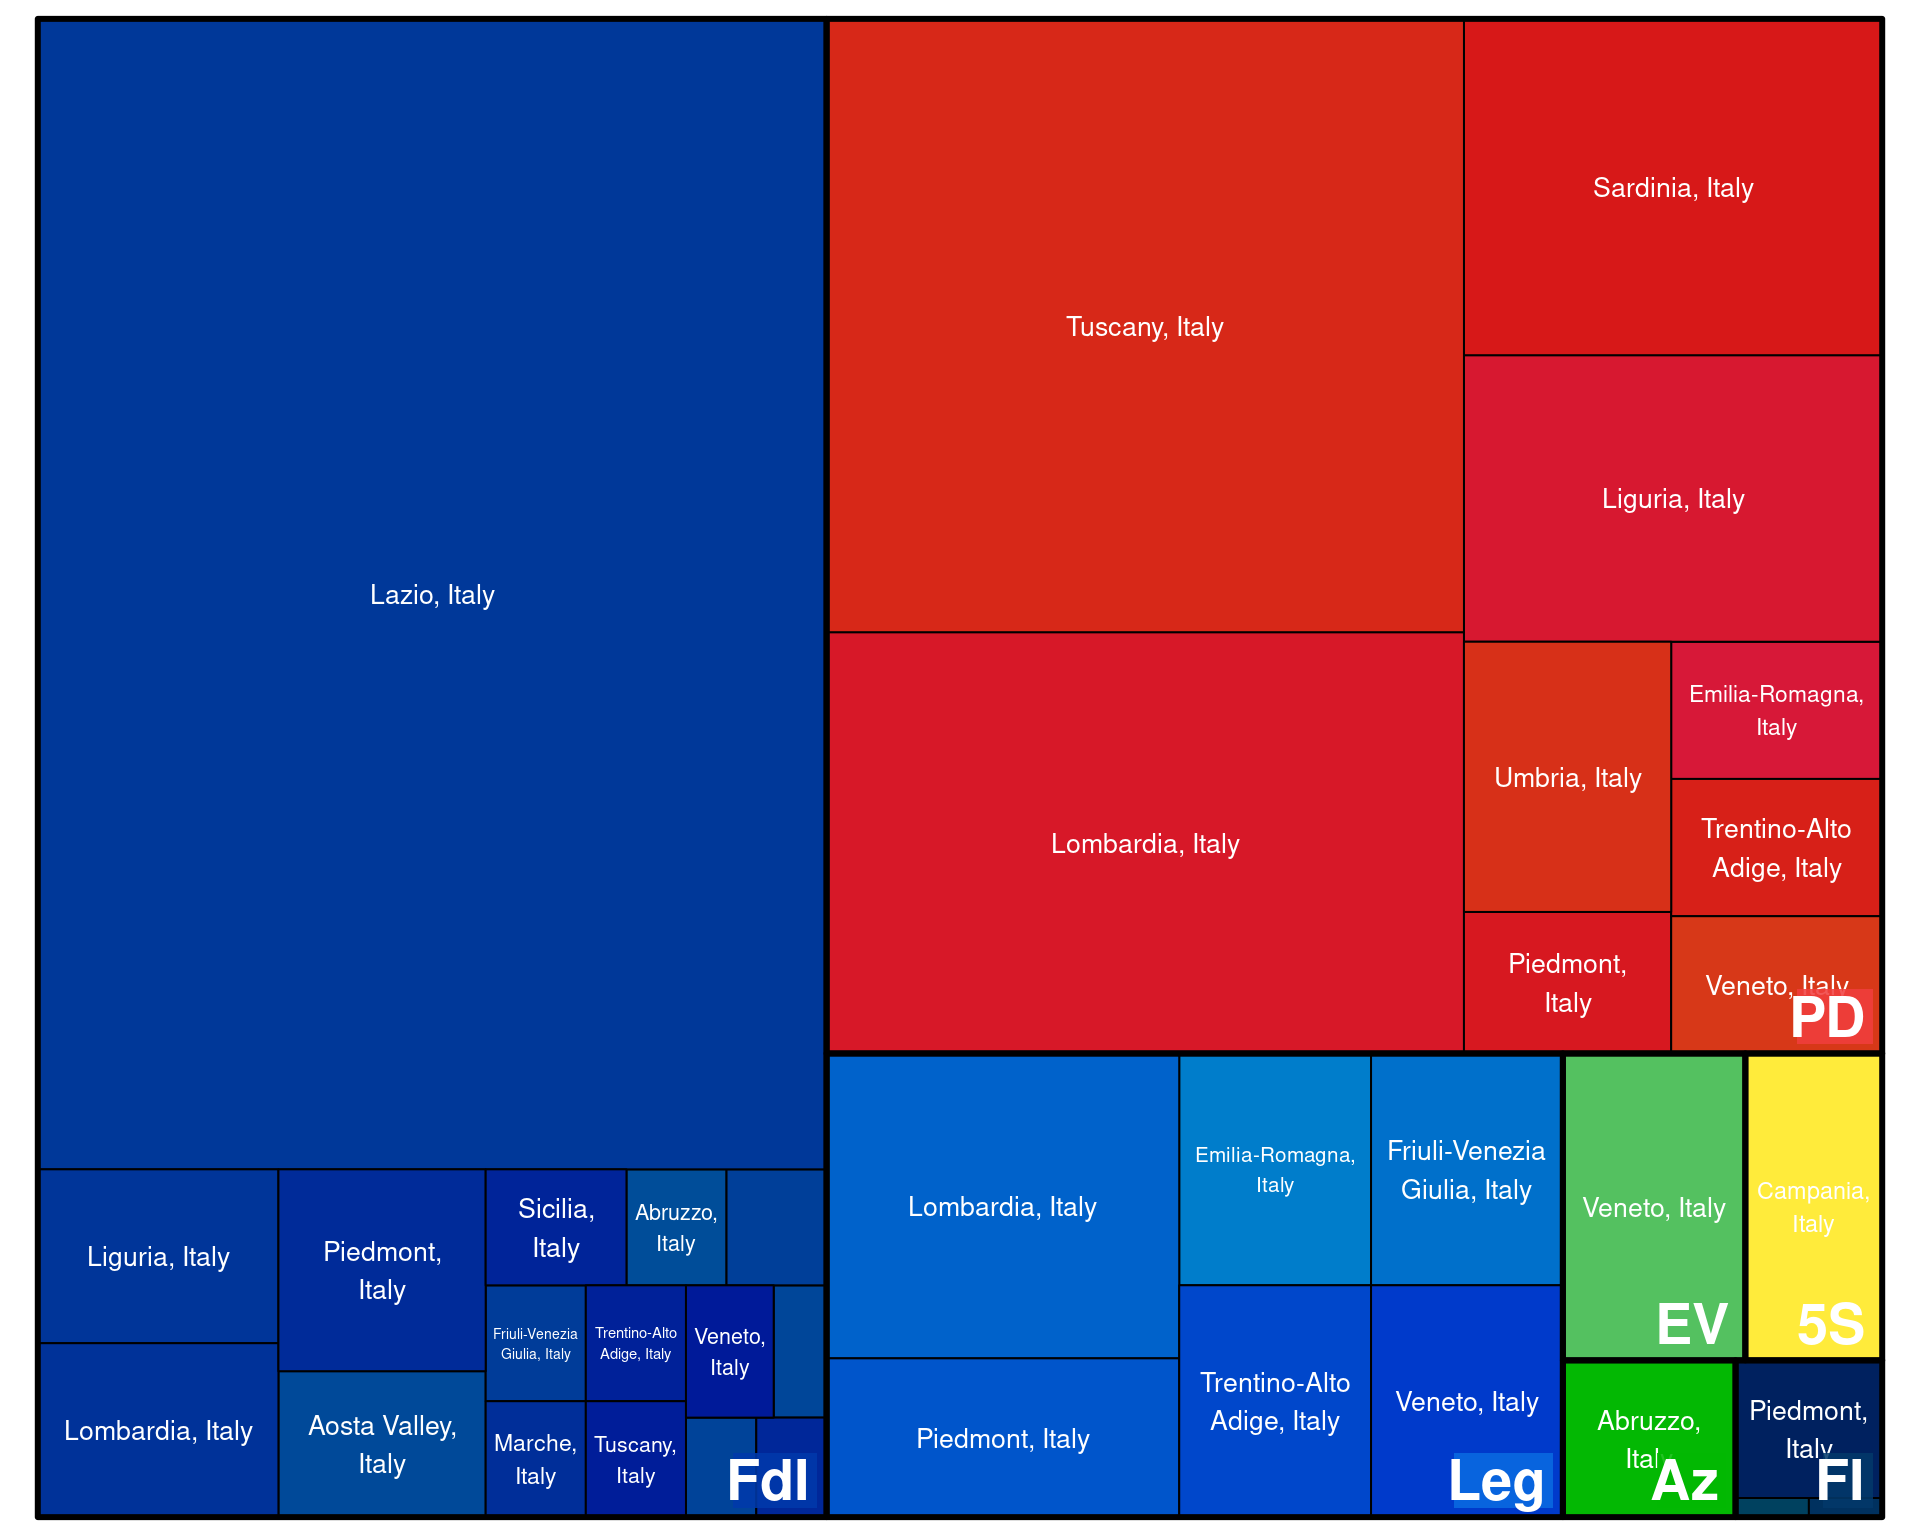 Lazio, Italy
Liguria, Italy
Lombardia, Italy
Piedmont,
Italy
Aosta Valley,
Italy
Sicilia,
Italy
Abruzzo,
Italy
Friuli-Venezia
Giulia, Italy
Trentino-Alto
Adige, Italy
Veneto,
Italy
Marche,
Italy
Tuscany,
Italy
FdI
Tuscany, Italy
Sardinia, Italy
Liguria, Italy
Lombardia, Italy
Umbria, Italy
Emilia-Romagna,
Italy
Trentino-Alto
Adige, Italy
Piedmont,
Italy
Veneto, Italy
PD
Lombardia, Italy
Piedmont, Italy
Emilia-Romagna,
Italy
Friuli-Venezia
Giulia, Italy
Trentino-Alto
Adige, Italy
Veneto, Italy
Leg
Veneto, Italy
EV
Campania,
Italy
5S
Abruzzo,
Italy
Az
Piedmont,
Italy
FI